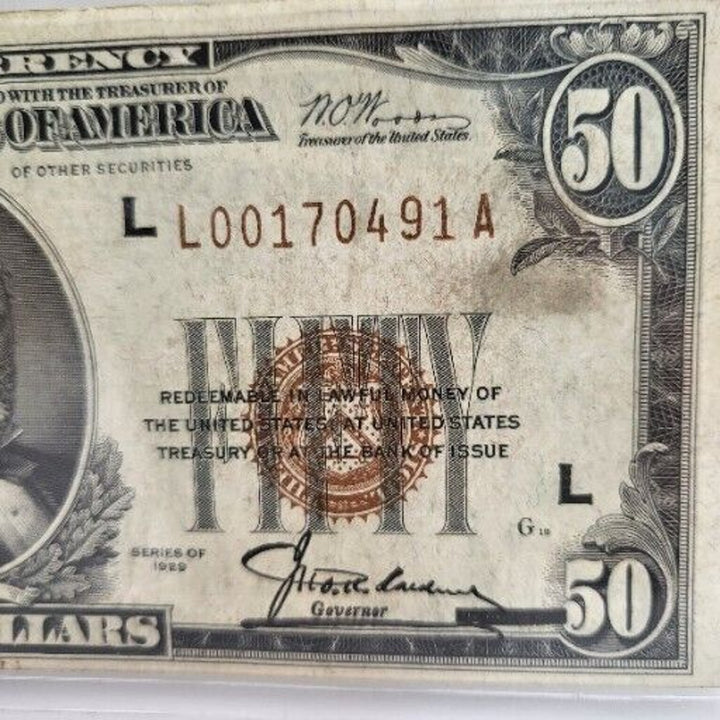 RRENCY
D WITH THE TREASURER OF
OF AMERICA
OF OTHER SECURITIES
W.O. Woods
Treasurer of the United States.
50
L L00170491A
FIFTY
REDEEMABLE IN LAWFUL MONEY OF
THE UNITED STATES AT UNITED STATES
TREASURY OR AT THE BANK OF ISSUE
L
G18
SERIES OF
1929
Governor
50
LLARS